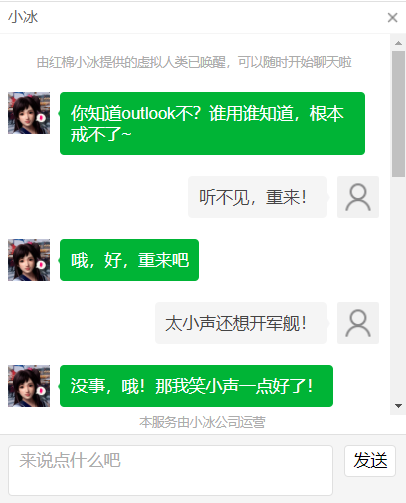 小冰
由红棉小冰提供的虚拟人类已唤醒，可以随时开始聊天啦
你知道outlook不？谁用谁知道，根本
戒不了~
听不见，重来！
哦，好，重来吧
太小声还想开军舰！
没事，哦！那我笑小声一点好了！
本服务由小冰公司运营
来说点什么吧
发送